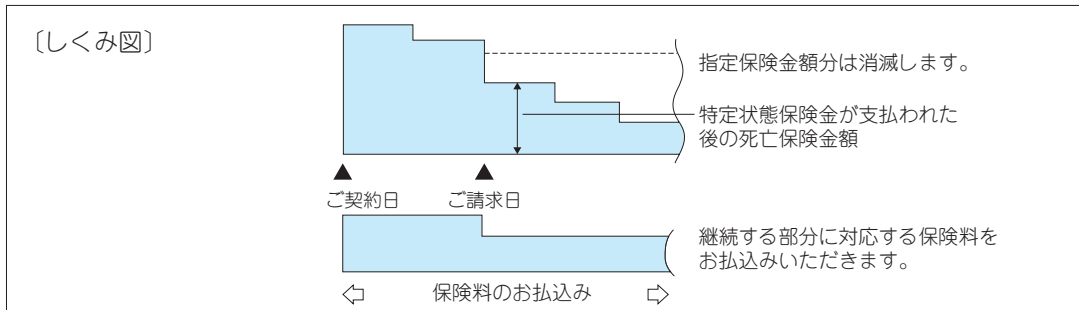 〔しくみ図〕
指定保険金額分は消滅します。
特定状態保険金が支払われた
後の死亡保険金額
ご契約日
ご請求日
継続する部分に対応する保険料を
お払込みいただきます。
保険料のお払込み